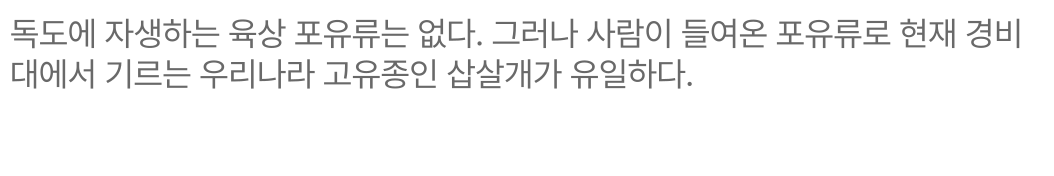 독도에 자생하는 육상 포유류는 없다. 그러나 사람이 들여온 포유류로 현재 경비
대에서 기르는 우리나라 고유종인 삽살개가 유일하다.